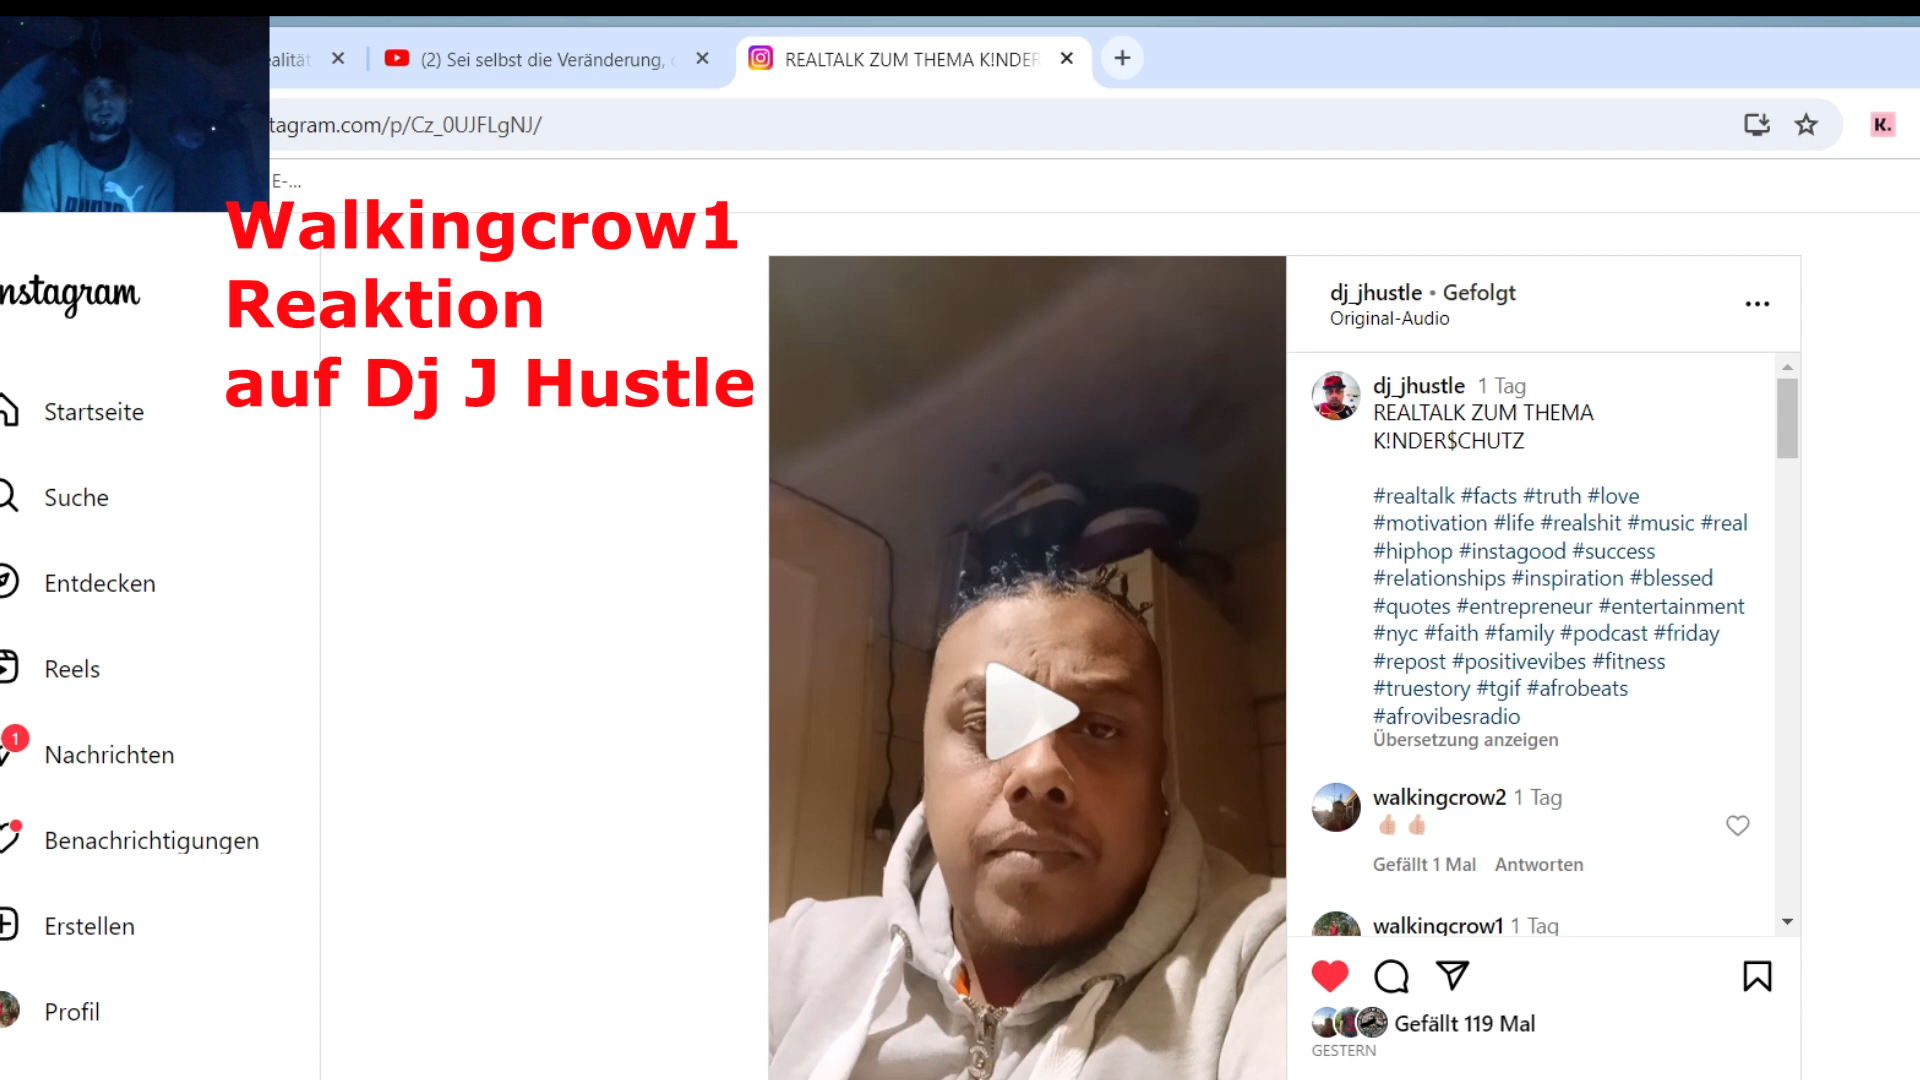 alität
(2) Sei selbst die Veränderung,
REALTALK ZUM THEMA K!NDER
tagram.com/p/Cz_0UJFLgNJ/
K.
E-...
Walkingcrow1
Reaktion
auf Dj J Hustle
Instagram
Startseite
Suche
Entdecken
Reels
1
Nachrichten
Benachrichtigungen
Erstellen
Profil
dj_jhustle • Gefolgt
Original-Audio
dj_jhustle 1 Tag
REALTALK ZUM THEMA
K!NDER$CHUTZ
#realtalk #facts #truth #love
#motivation #life #realshit #music #real
#hiphop #instagood #success
#relationships #inspiration #blessed
#quotes #entrepreneur #entertainment
#nyc #faith #family #podcast #friday
#repost #positivevibes #fitness
#truestory #tgif #afrobeats
#afrovibesradio
Übersetzung anzeigen
walkingcrow2 1 Tag
👍🏼 👍🏼
Gefällt 1 Mal Antworten
walkingcrow1 1 Tag
Gefällt 119 Mal
GESTERN